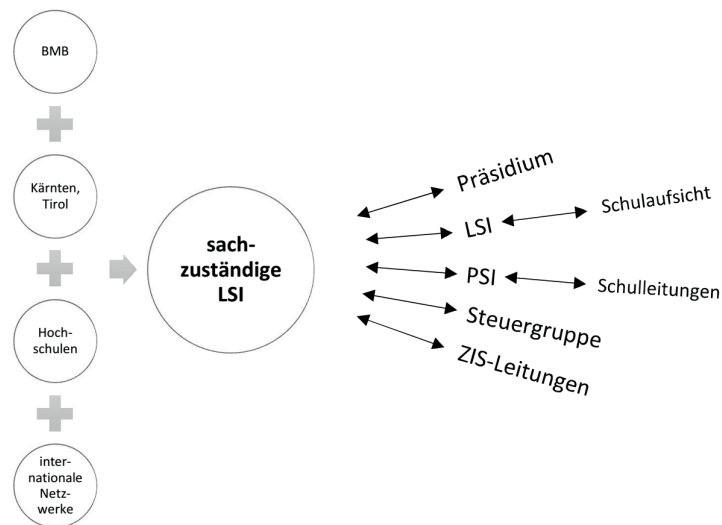 BMB
Kärnten,
Tirol
Hoch-
schulen
inter-
nationale
Netz-
werke
sach-
zuständige
LSI
Präsidium
LSI
Schulaufsicht
PSI
Schulleitungen
Steuergruppe
ZIS-Leitungen